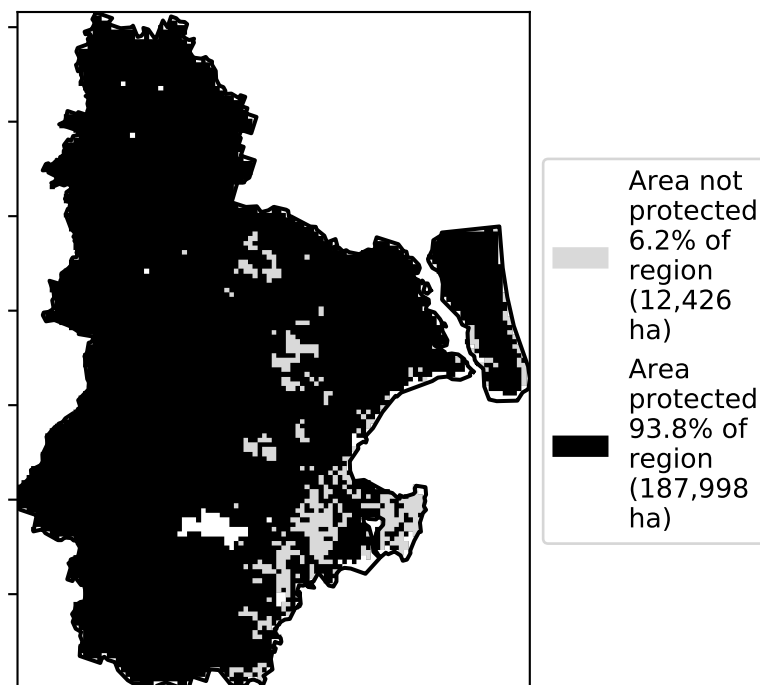 Area not
protected
6.2% of
region
(12,426
ha)
Area
protected
93.8% of
region
(187,998
ha)